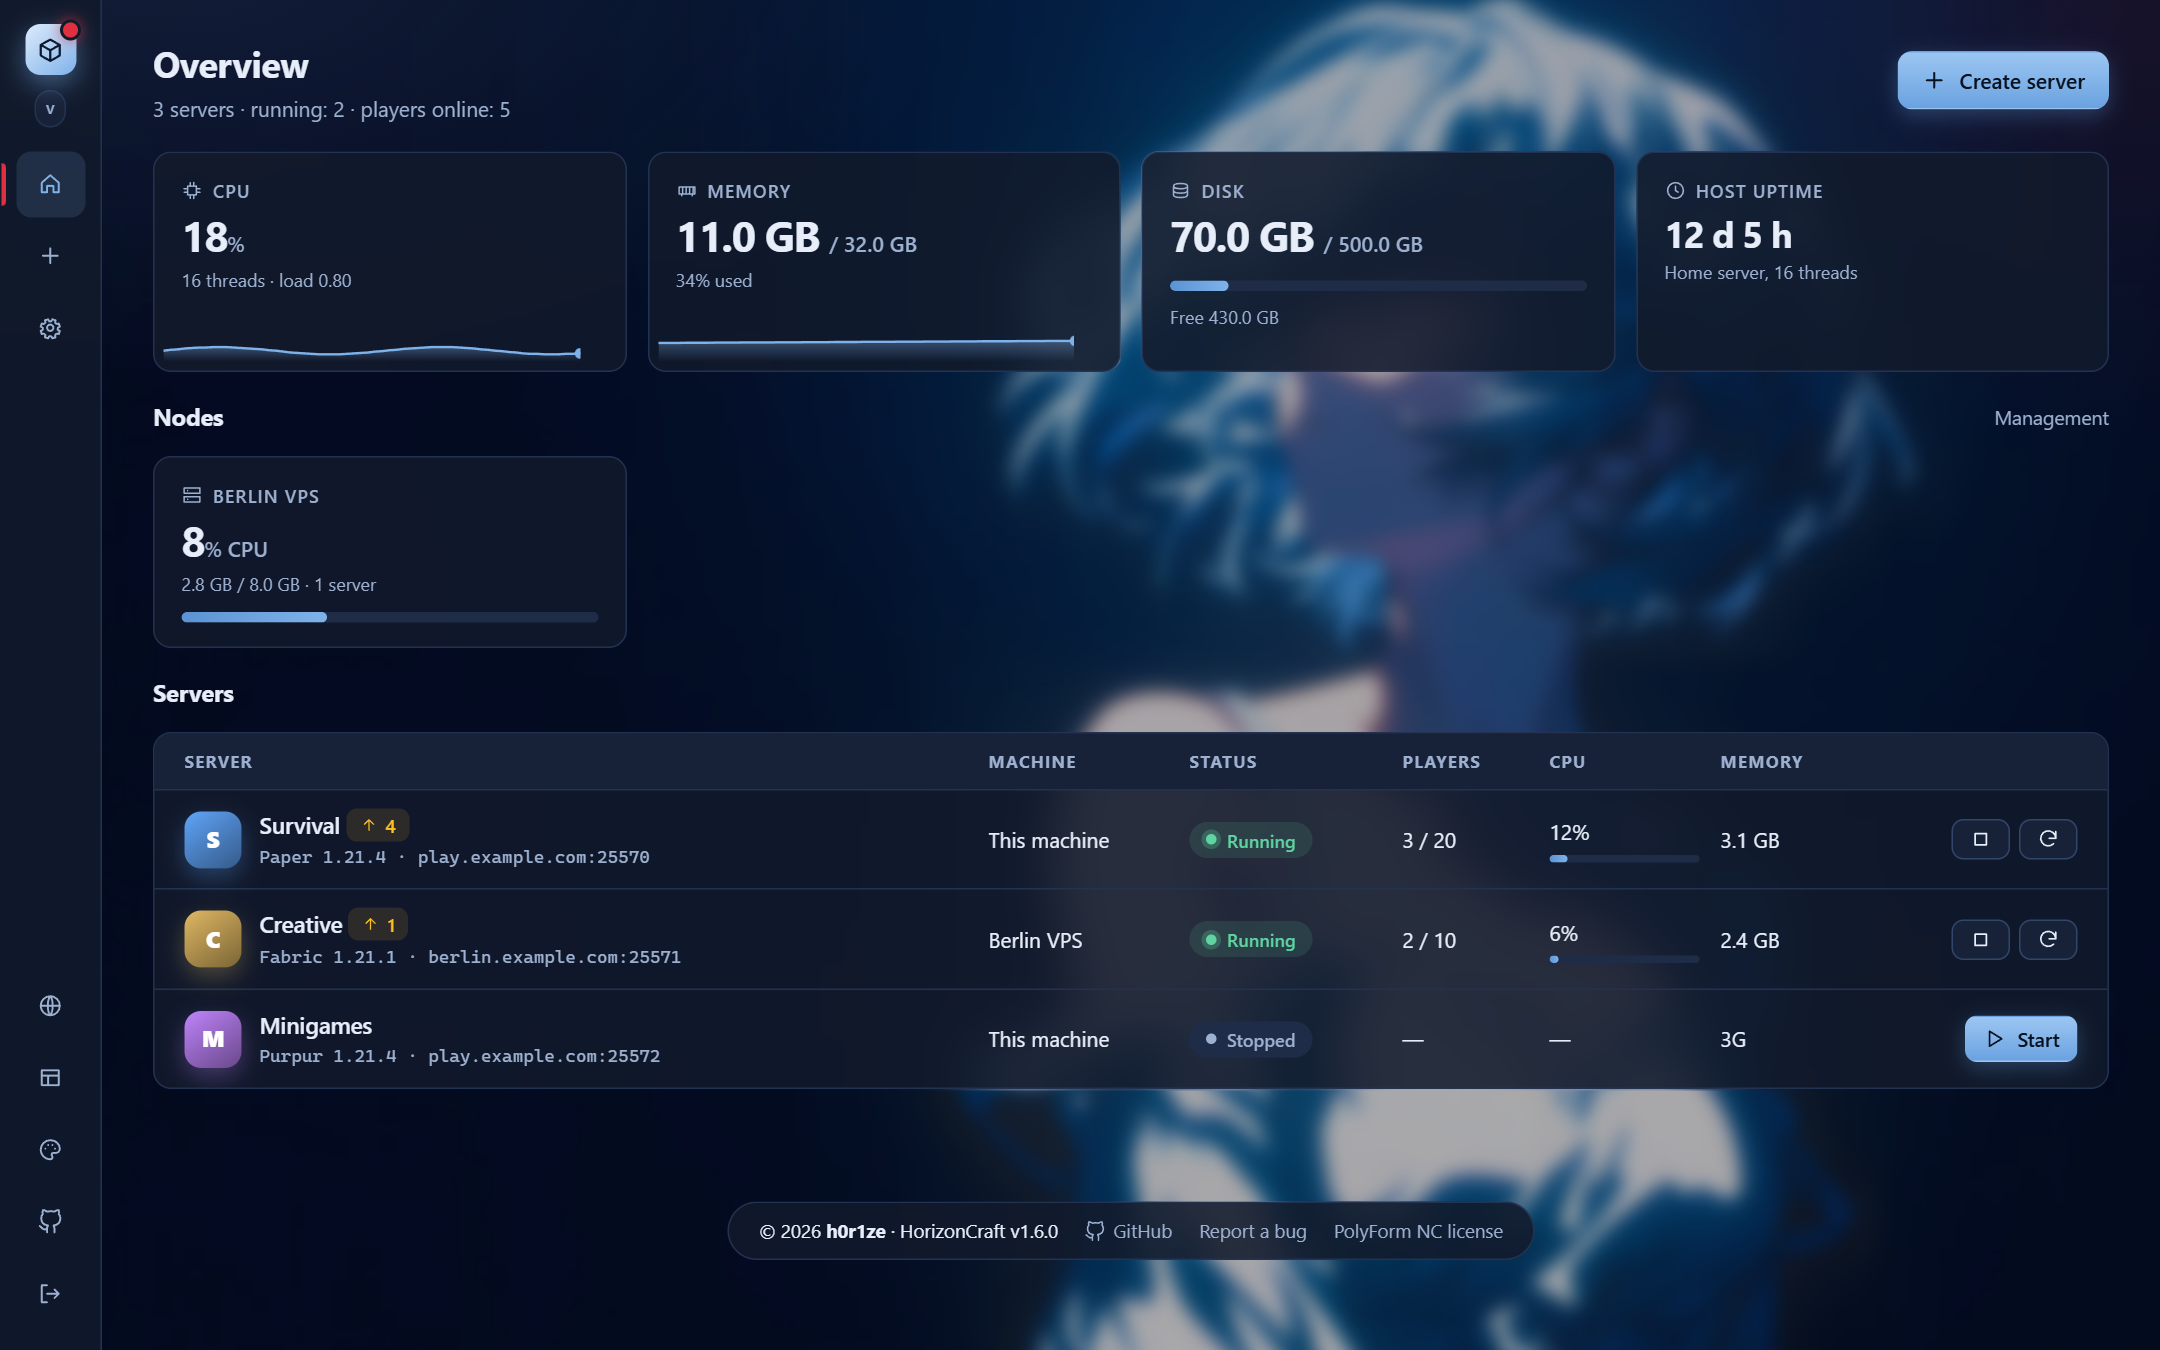 v
Overview
3 servers · running: 2 · players online: 5
Create server
CPU
18%
16 threads · load 0.80
MEMORY
11.0 GB / 32.0 GB
34% used
DISK
70.0 GB / 500.0 GB
Free 430.0 GB
HOST UPTIME
12 d 5 h
Home server, 16 threads
Nodes
Management
BERLIN VPS
8% CPU
2.8 GB / 8.0 GB · 1 server
Servers
SERVER MACHINE STATUS PLAYERS CPU MEMORY
S Survival ↑ 4
Paper 1.21.4 · play.example.com:25570
This machine Running 3 / 20 12% 3.1 GB
C Creative ↑ 1
Fabric 1.21.1 · berlin.example.com:25571
Berlin VPS Running 2 / 10 6% 2.4 GB
M Minigames
Purpur 1.21.4 · play.example.com:25572
This machine Stopped — — 3G Start
© 2026 h0r1ze · HorizonCraft v1.6.0 GitHub Report a bug PolyForm NC license